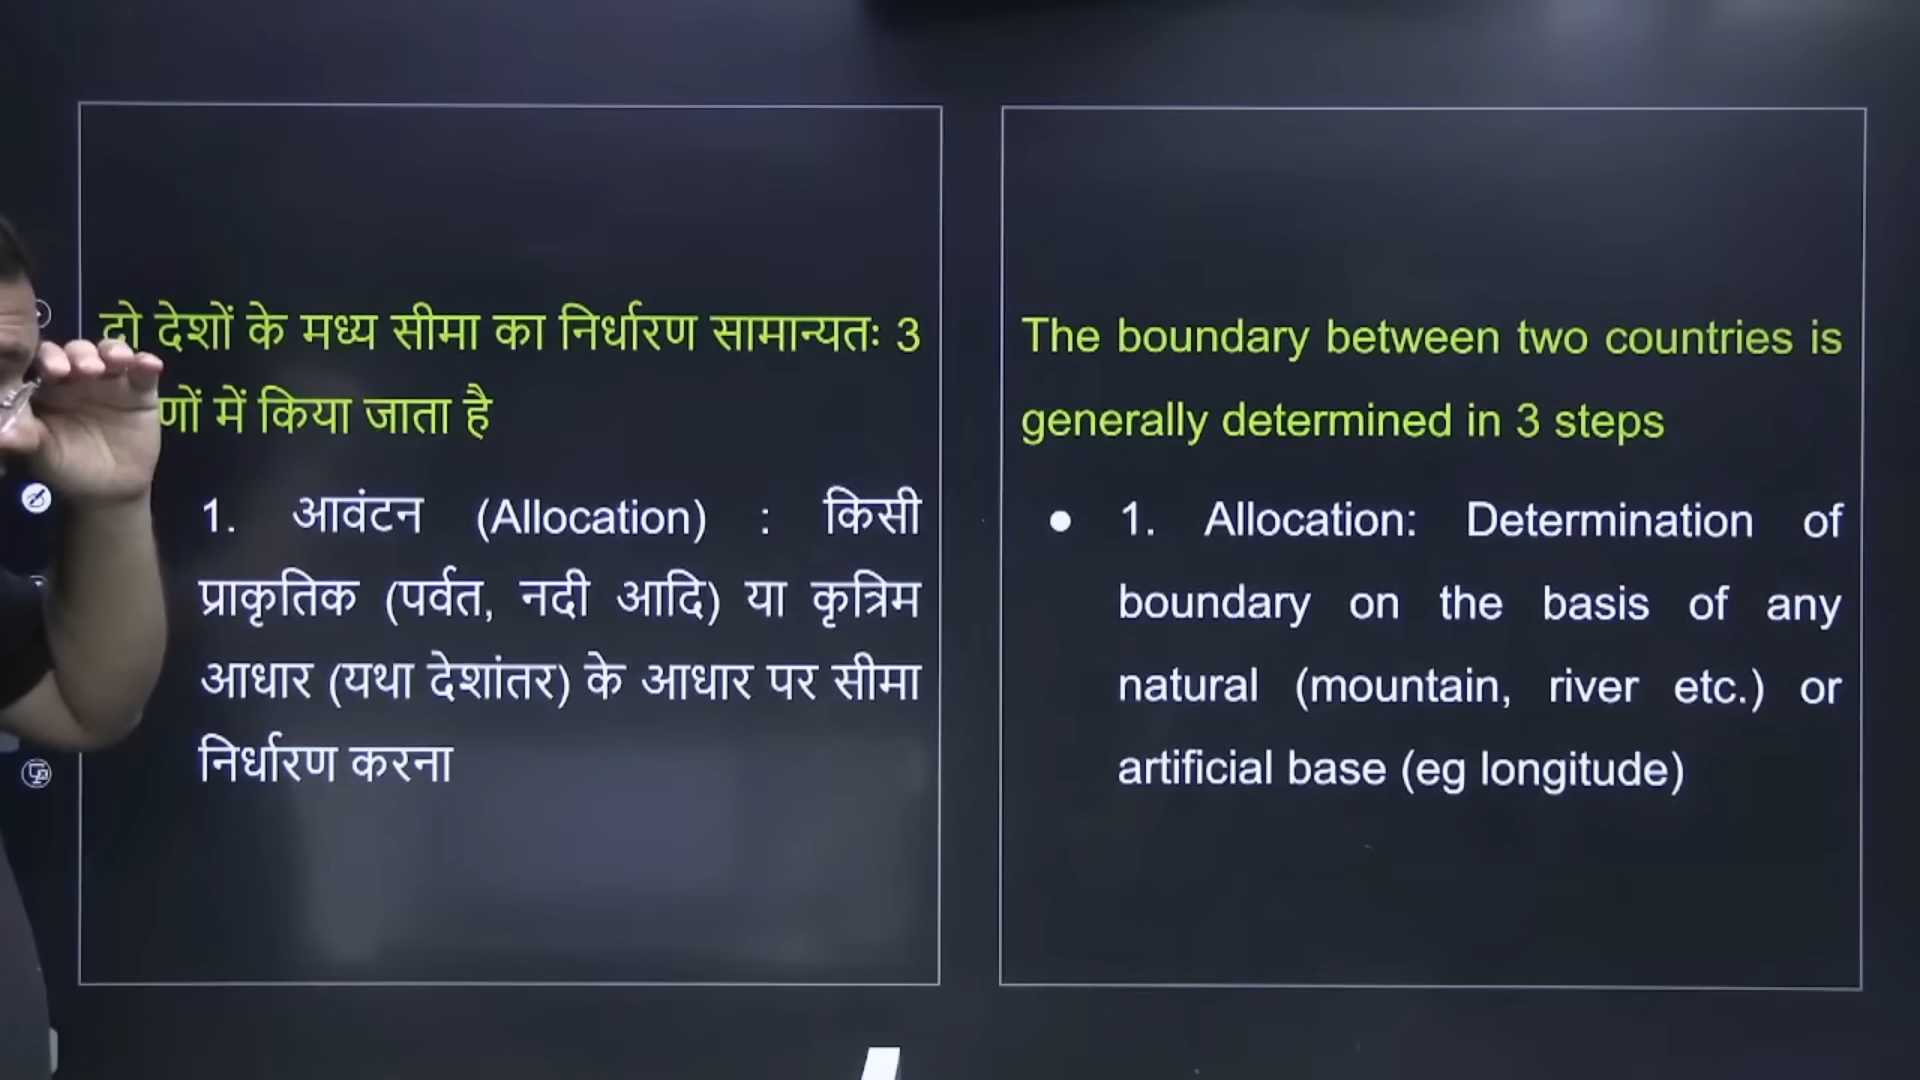 दो देशों के मध्य सीमा का निर्धारण सामान्यतः 3
णों में किया जाता है
1. आवंटन (Allocation) : किसी
प्राकृतिक (पर्वत, नदी आदि) या कृत्रिम
आधार (यथा देशांतर) के आधार पर सीमा
निर्धारण करना
The boundary between two countries is
generally determined in 3 steps
● 1. Allocation: Determination of
boundary on the basis of any
natural (mountain, river etc.) or
artificial base (eg longitude)